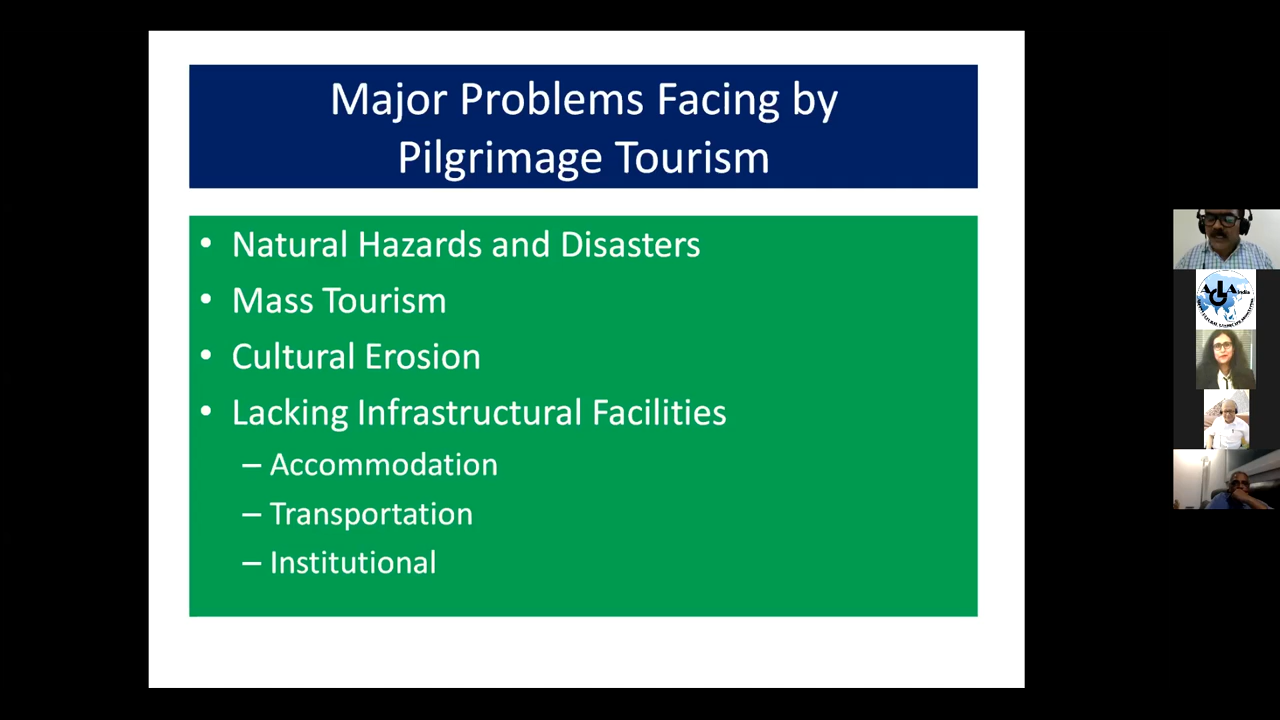 Major Problems Facing by
Pilgrimage Tourism
• Natural Hazards and Disasters
• Mass Tourism
• Cultural Erosion
• Lacking Infrastructural Facilities
– Accommodation
– Transportation
– Institutional
India